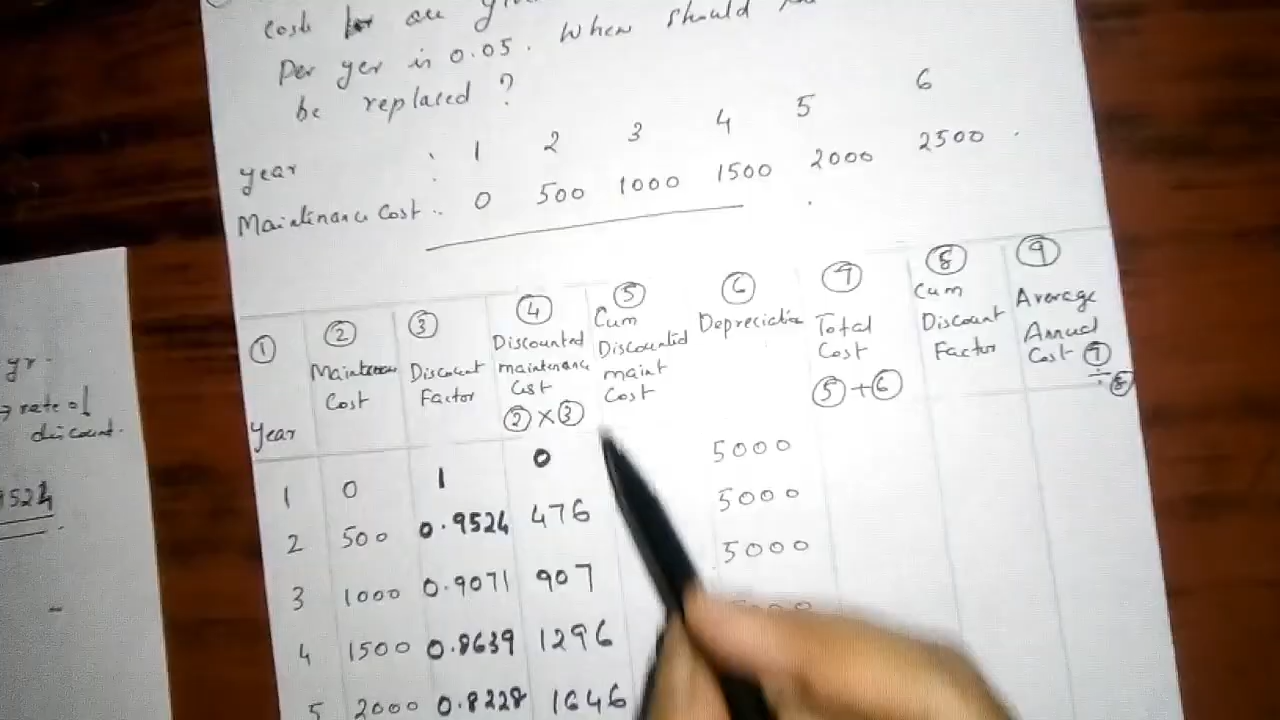 cost are
per yer is 0.05. When should
be replaced ?
year : 1 2 3 4 5 6
Maintenance Cost .. 0 500 1000 1500 2000 2500 .
① ② ③ ④ ⑤ ⑥ ⑦ ⑧ ⑨
Year
Maintenance Cost
Discount Factor
Discounted maintenance Cost ② × ③
Cum Discounted maint Cost
Depreciation
Total Cost ⑤ + ⑥
Cum Discount Factor
Average Annual Cost ⑦ ÷ ⑧
1 0 1 0 5000
2 500 0.9524 476 5000
3 1000 0.9071 907 5000
4 1500 0.8639 1296
5 2000 0.8228 1646
yr.
→ rate of
discount.
9524